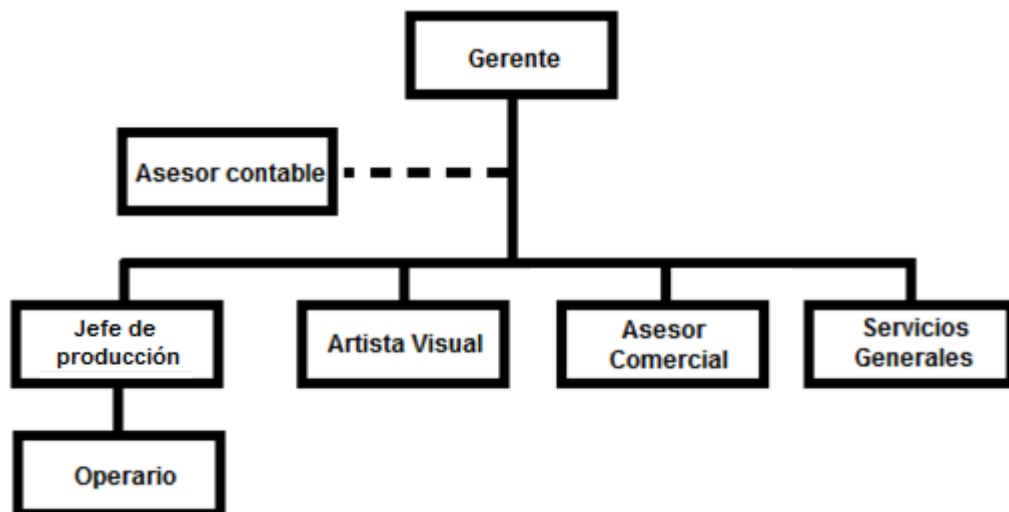 Gerente
Asesor contable
Jefe de
producción
Artista Visual
Asesor
Comercial
Servicios
Generales
Operario